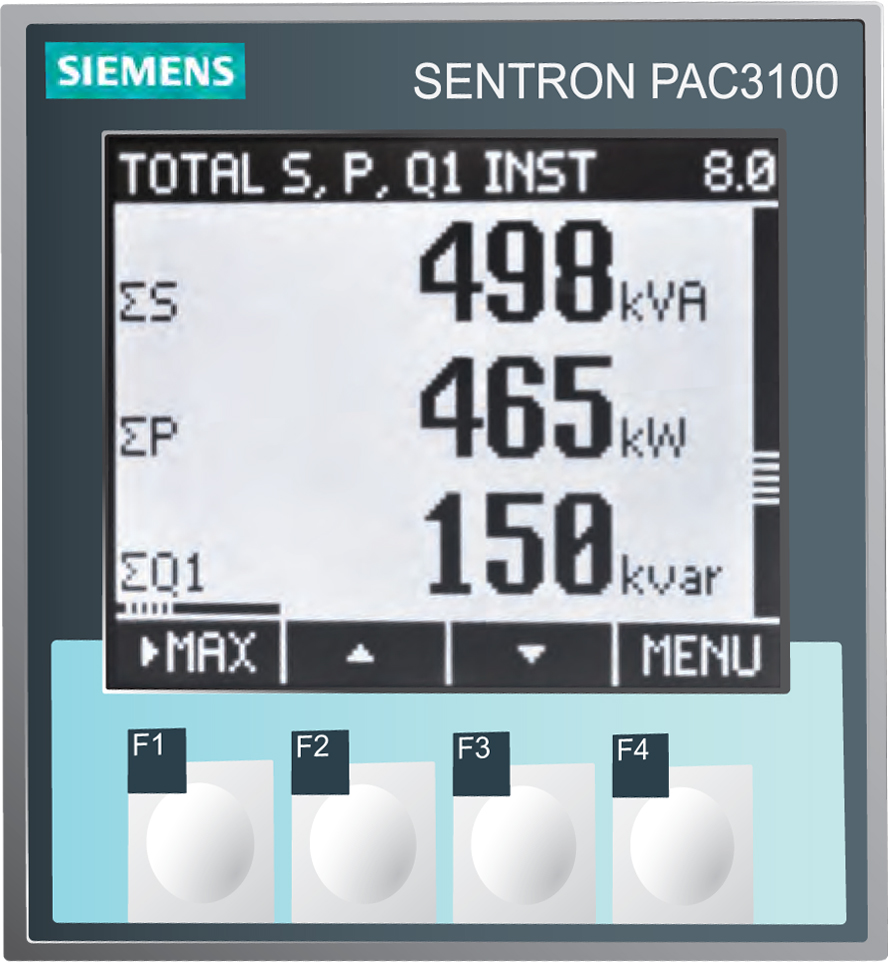 SIEMENS
SENTRON PAC3100
TOTAL S, P, Q1 INST 8.0
ΣS 498 kVA
ΣP 465 kW
ΣQ1 150 kvar
▸MAX ▲ ▼ MENU
F1 F2 F3 F4